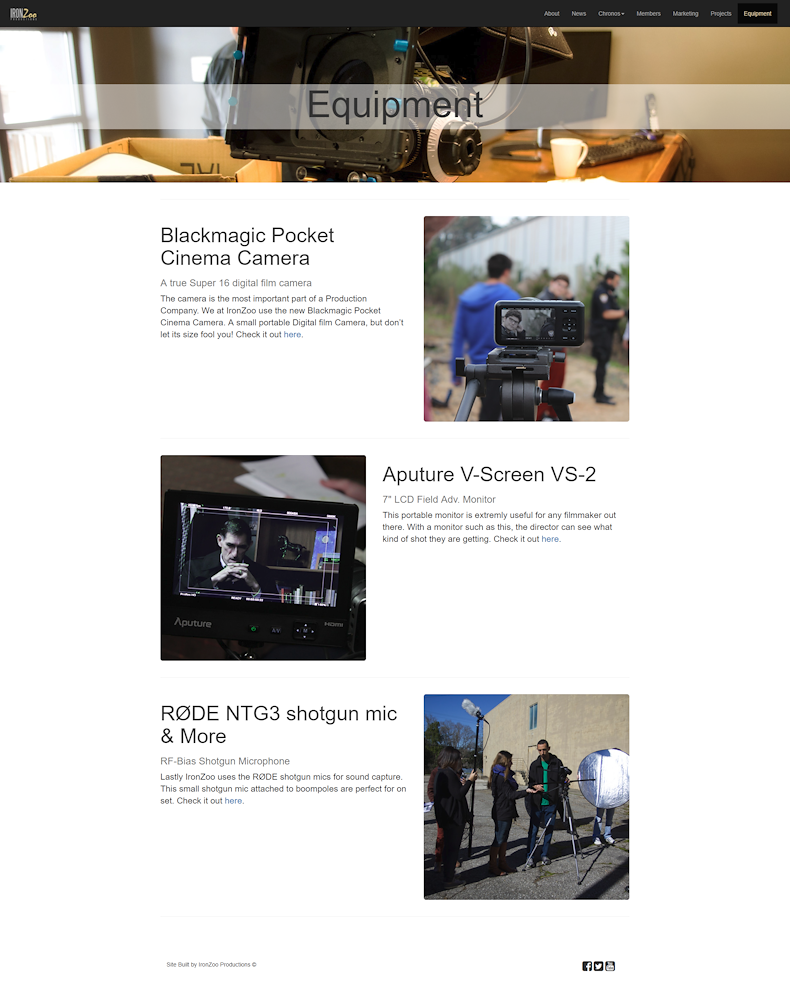 IRONZoo
PRODUCTIONS
About News Chronos Members Marketing Projects Equipment
Equipment
Blackmagic Pocket
Cinema Camera
A true Super 16 digital film camera
The camera is the most important part of a Production
Company. We at IronZoo use the new Blackmagic Pocket
Cinema Camera. A small portable Digital film Camera, but don't
let its size fool you! Check it out here.
Aputure V-Screen VS-2
7" LCD Field Adv. Monitor
This portable monitor is extremly useful for any filmmaker out
there. With a monitor such as this, the director can see what
kind of shot they are getting. Check it out here.
READY
Aputure
A/V
M
HDMI
RØDE NTG3 shotgun mic
& More
RF-Bias Shotgun Microphone
Lastly IronZoo uses the RØDE shotgun mics for sound capture.
This small shotgun mic attached to boompoles are perfect for on
set. Check it out here.
Site Built by IronZoo Productions ©